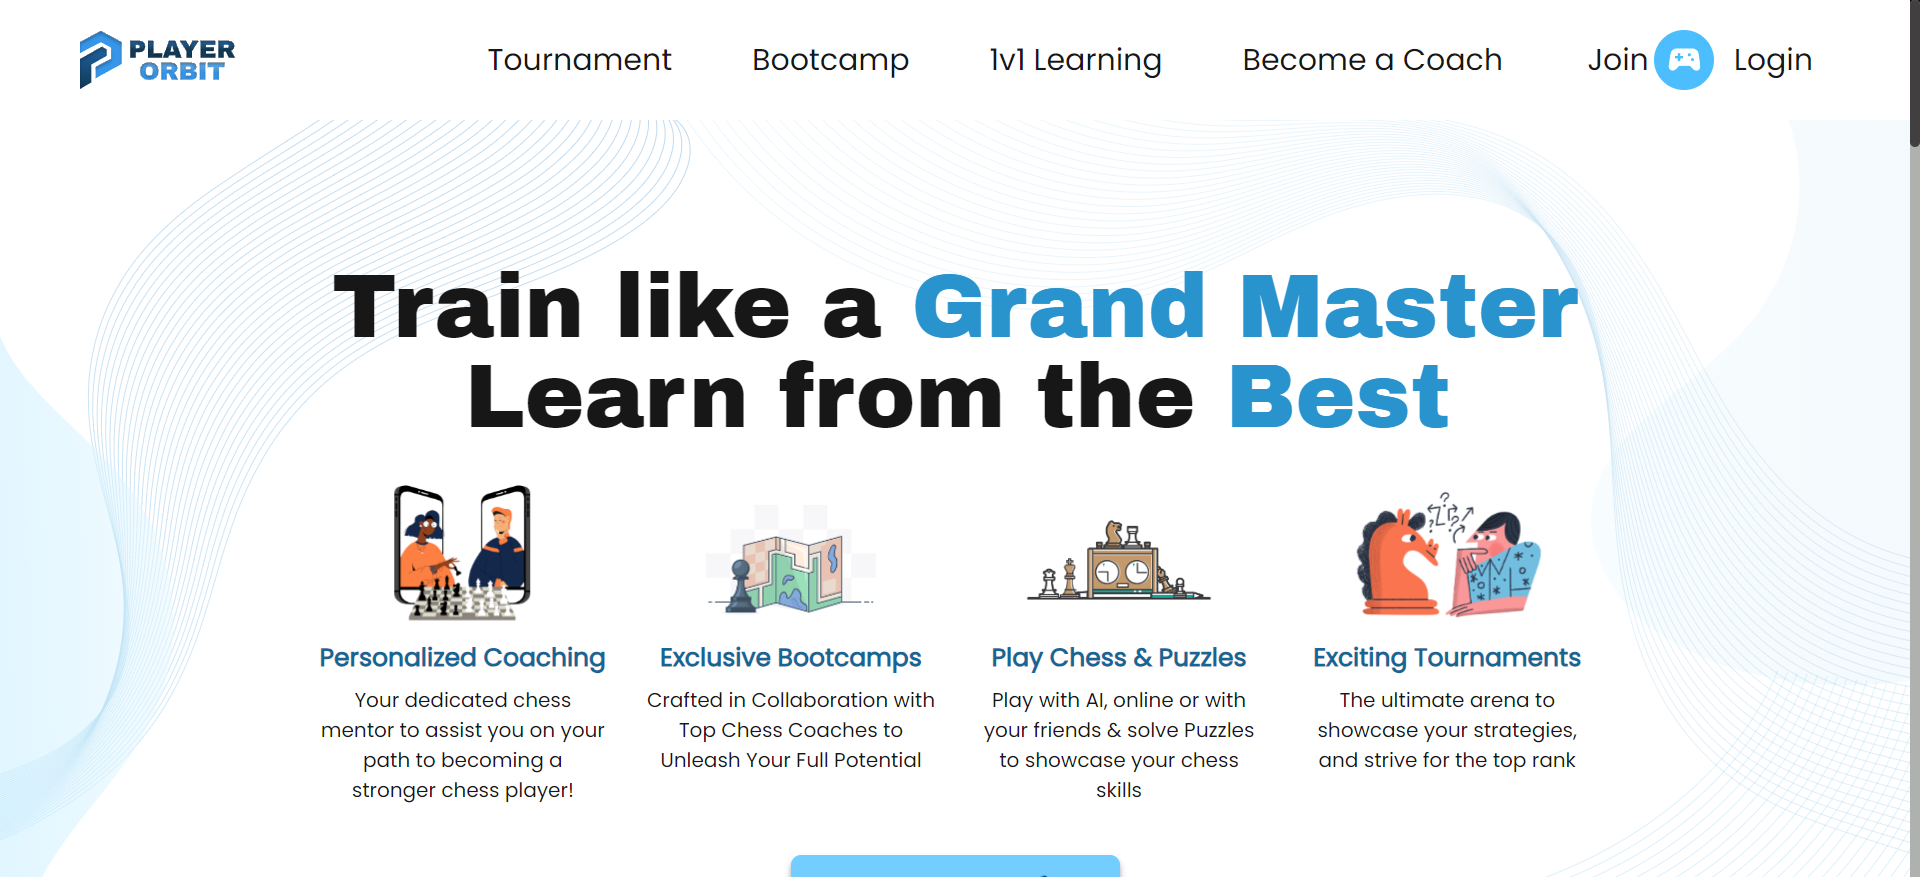 PLAYER
ORBIT
Tournament
Bootcamp
1v1 Learning
Become a Coach
Join
Login
Train like a Grand Master
Learn from the Best
Personalized Coaching
Your dedicated chess
mentor to assist you on your
path to becoming a
stronger chess player!
Exclusive Bootcamps
Crafted in Collaboration with
Top Chess Coaches to
Unleash Your Full Potential
Play Chess & Puzzles
Play with AI, online or with
your friends & solve Puzzles
to showcase your chess
skills
Exciting Tournaments
The ultimate arena to
showcase your strategies,
and strive for the top rank